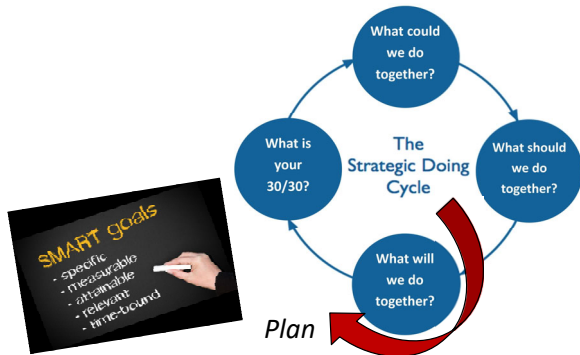 What could
we do
together?
What should
we do
together?
The
Strategic Doing
Cycle
What is
your
30/30?
What will
we do
together?
SMART goals
- specific
- measurable
- attainable
- relevant
- time-bound
Plan